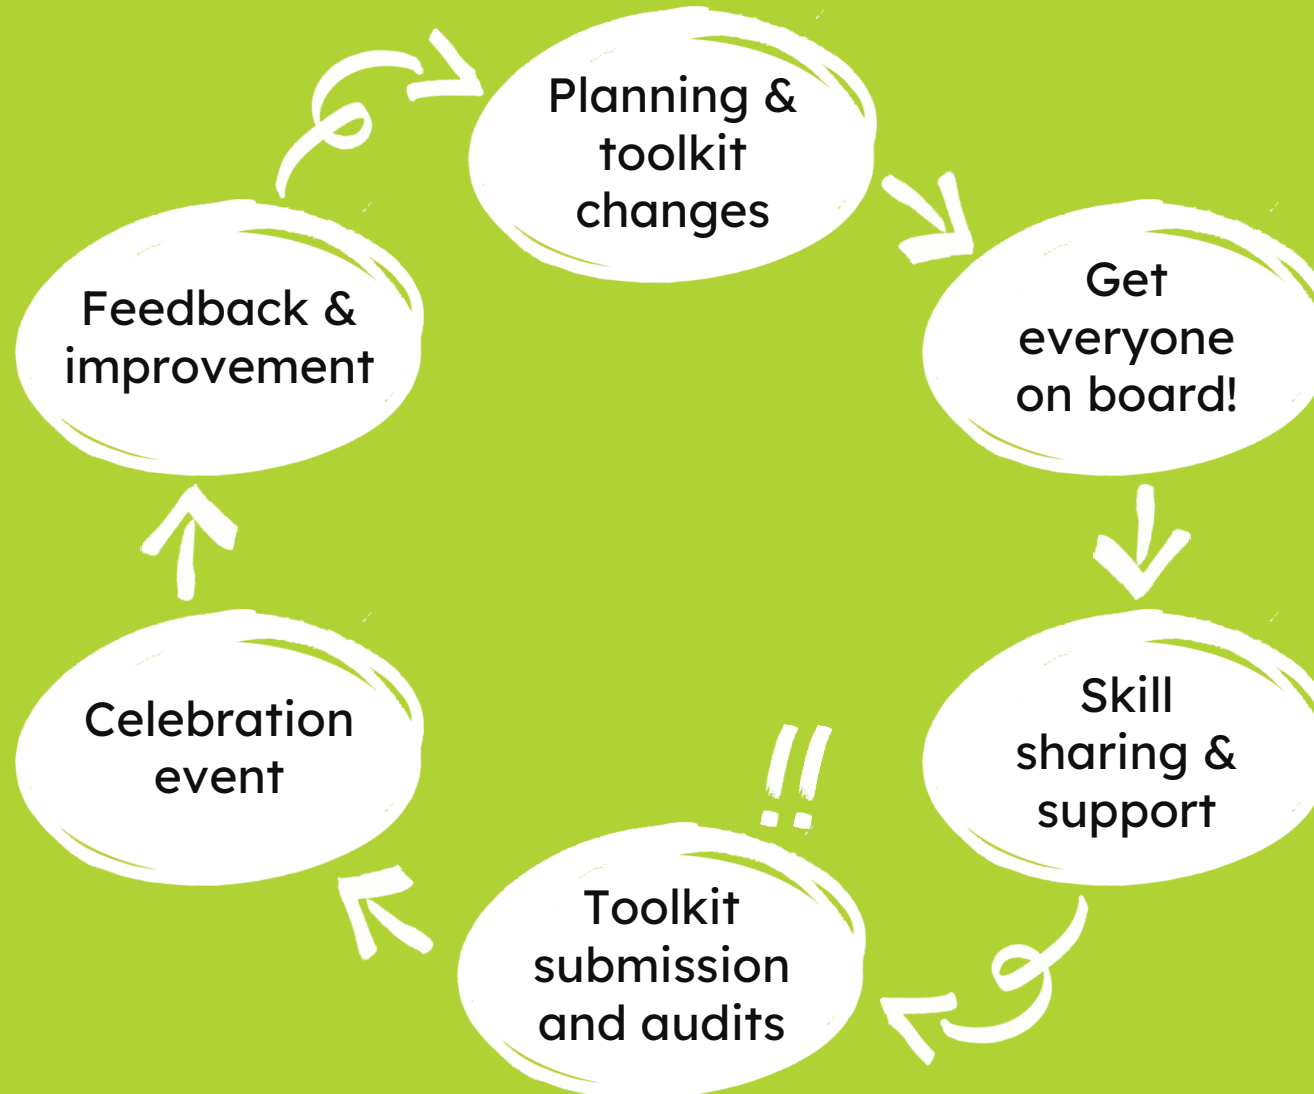 Planning &
toolkit
changes
Get
everyone
on board!
Skill
sharing &
support
!!
Toolkit
submission
and audits
Celebration
event
Feedback &
improvement